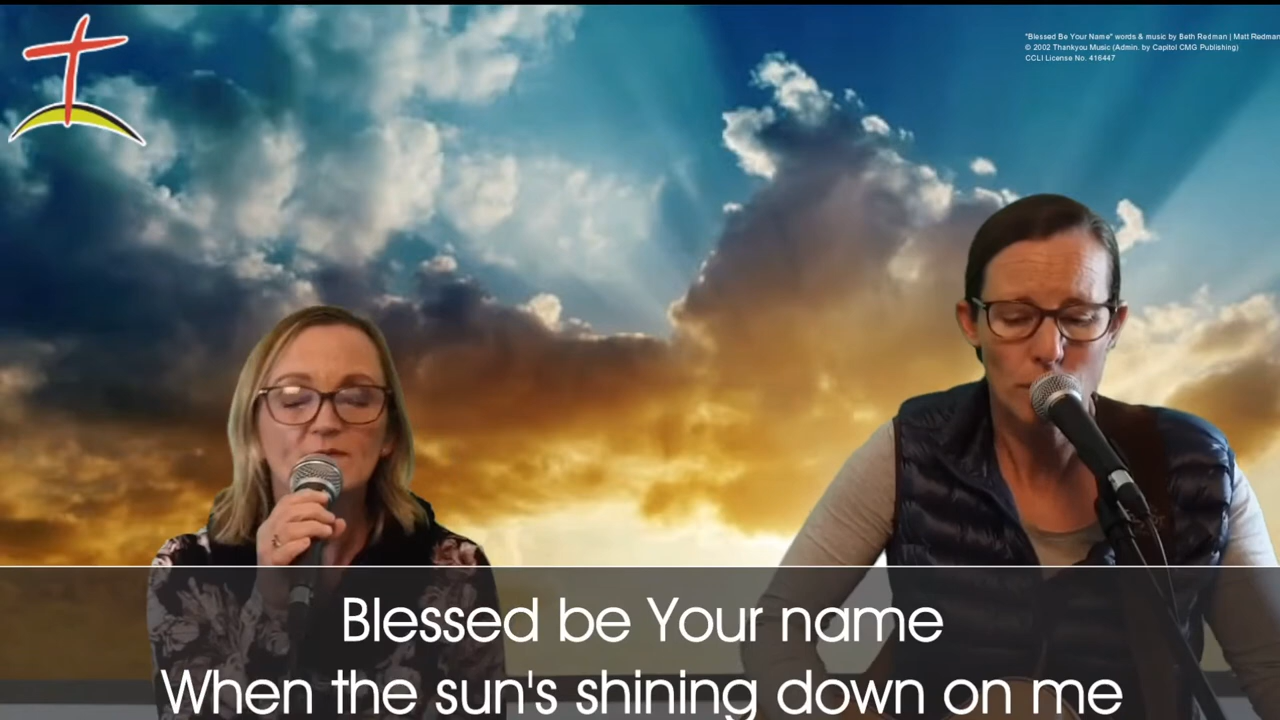 "Blessed Be Your Name" words & music by Beth Redman | Matt Redman
© 2002 Thankyou Music (Admin. by Capitol CMG Publishing)
CCLI License No. 416447
Blessed be Your name
When the sun's shining down on me